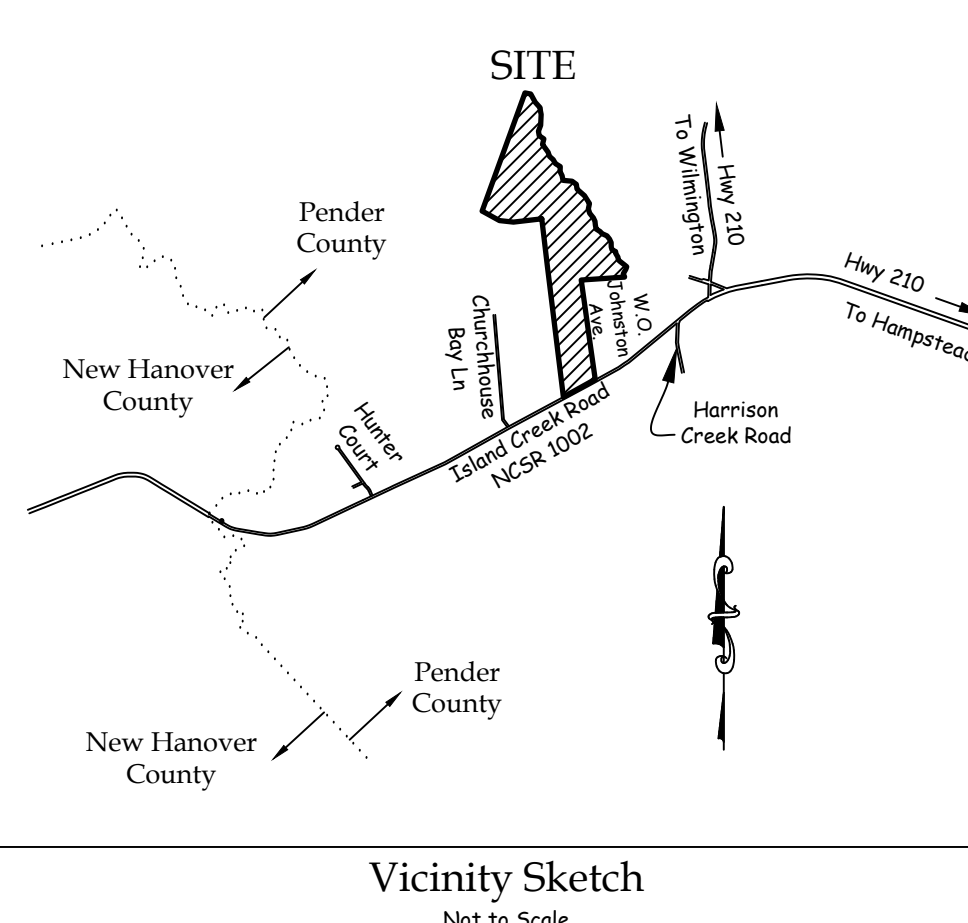 SITE
To Wilmington
Hwy 210
Pender
County
New Hanover
County
Hwy 210
To Hampstead
W.O.
Johnston
Ave.
Churchhouse
Bay Ln
Hunter
Court
Island Creek Road
NCSR 1002
Harrison
Creek Road
Pender
County
New Hanover
County
Vicinity Sketch
Not to Scale